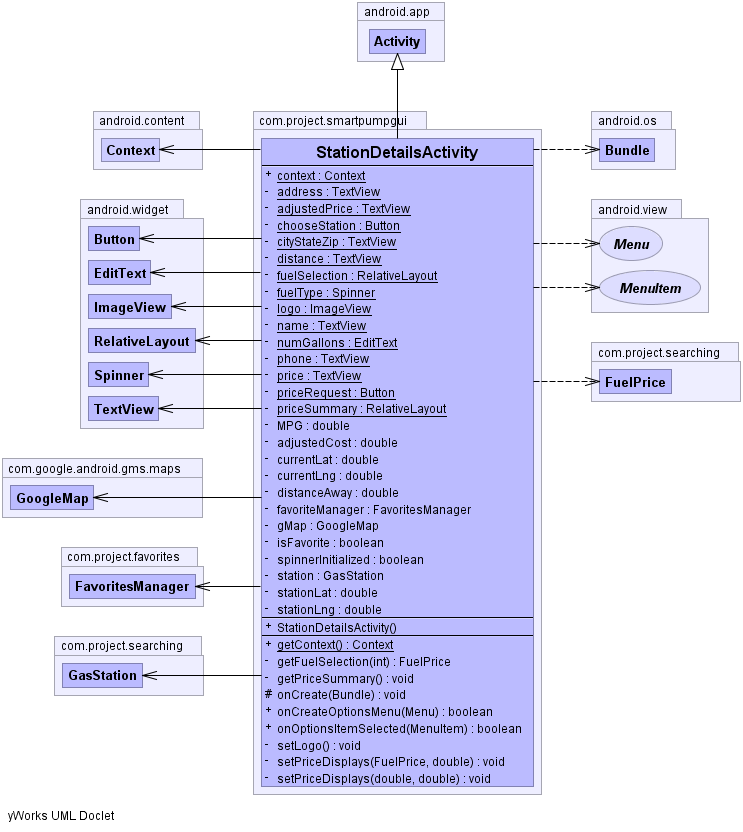 android.app
Activity
android.content
Context
com.project.smartpumpgui
android.os
Bundle
StationDetailsActivity
+ context : Context
- address : TextView
- adjustedPrice : TextView
- chooseStation : Button
- cityStateZip : TextView
- distance : TextView
- fuelSelection : RelativeLayout
- fuelType : Spinner
- logo : ImageView
- name : TextView
- numGallons : EditText
- phone : TextView
- price : TextView
- priceRequest : Button
- priceSummary : RelativeLayout
- MPG : double
- adjustedCost : double
- currentLat : double
- currentLng : double
- distanceAway : double
- favoriteManager : FavoritesManager
- gMap : GoogleMap
- isFavorite : boolean
- spinnerInitialized : boolean
- station : GasStation
- stationLat : double
- stationLng : double
+ StationDetailsActivity()
+ getContext() : Context
- getFuelSelection(int) : FuelPrice
- getPriceSummary() : void
# onCreate(Bundle) : void
+ onCreateOptionsMenu(Menu) : boolean
+ onOptionsItemSelected(MenuItem) : boolean
- setLogo() : void
- setPriceDisplays(FuelPrice, double) : void
- setPriceDisplays(double, double) : void
android.widget
Button
EditText
ImageView
RelativeLayout
Spinner
TextView
android.view
Menu
MenuItem
com.project.searching
FuelPrice
com.google.android.gms.maps
GoogleMap
com.project.favorites
FavoritesManager
com.project.searching
GasStation
yWorks UML Doclet